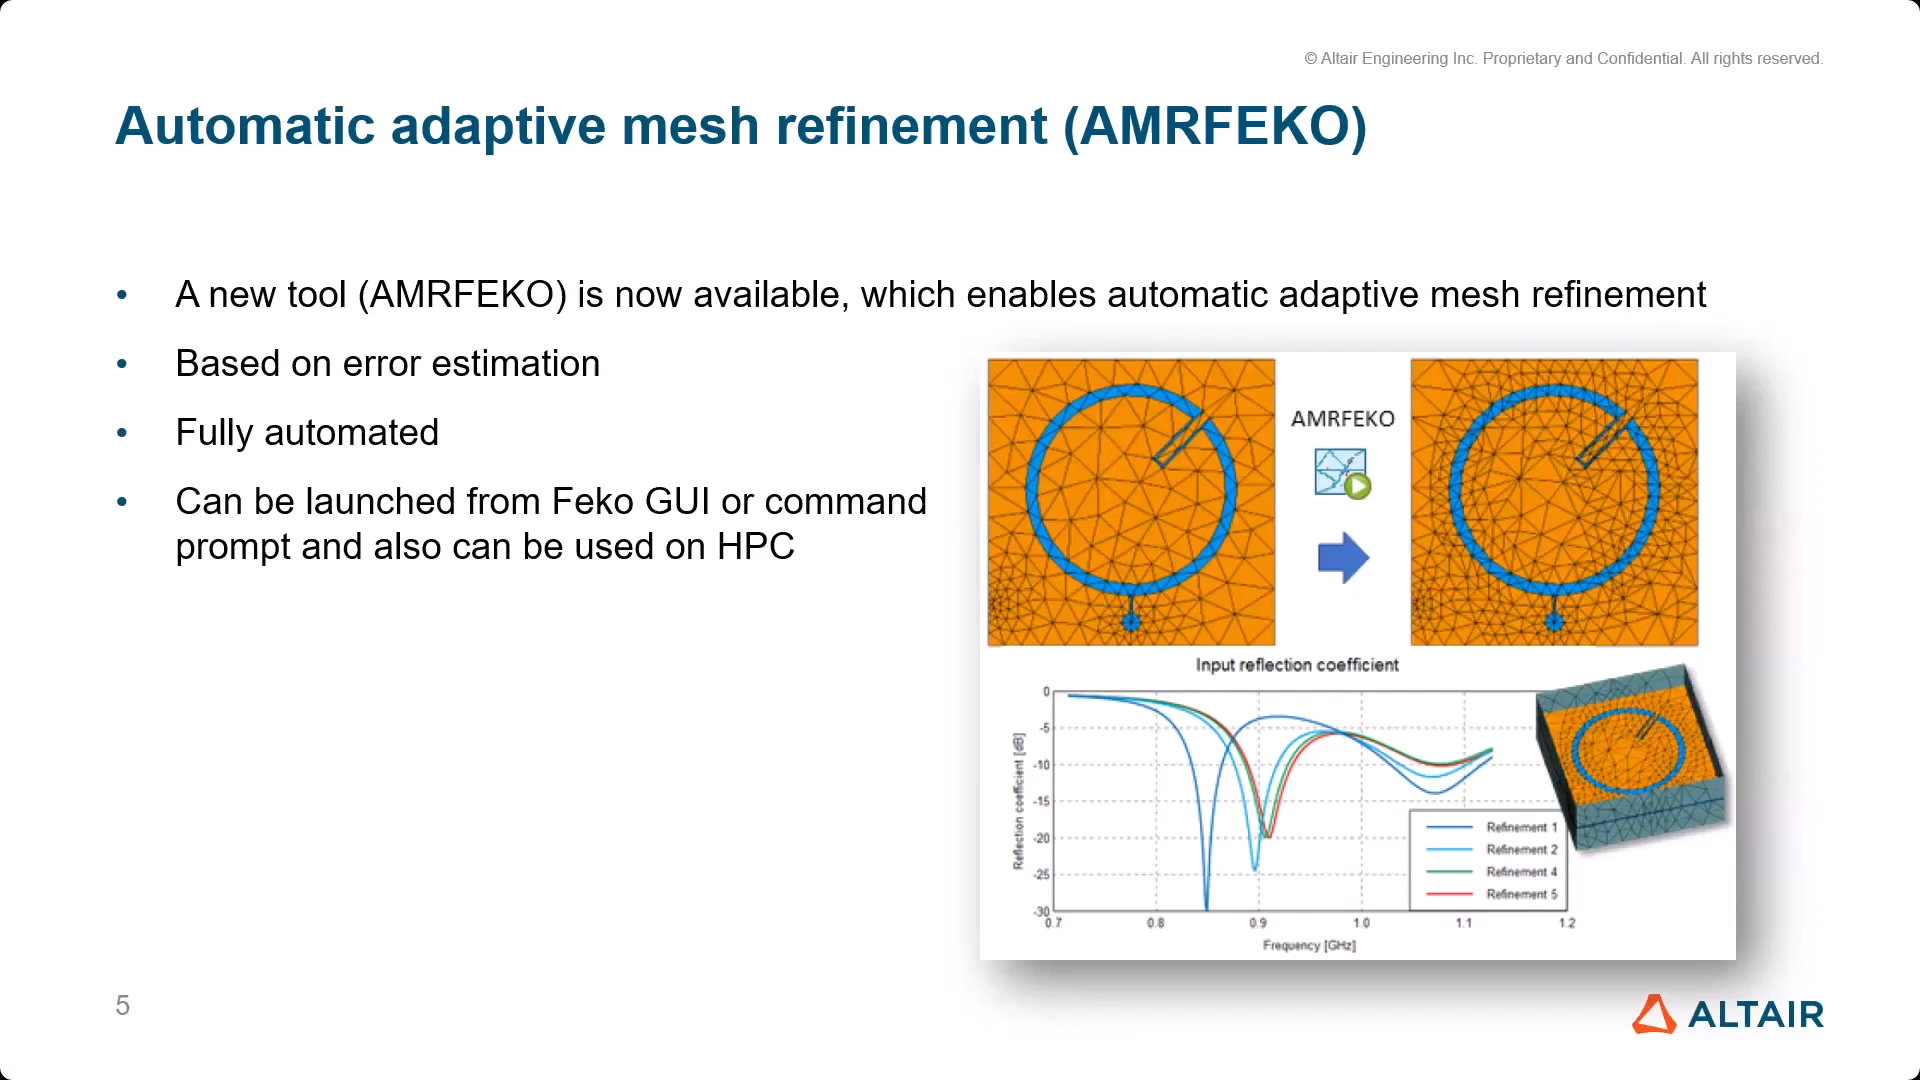 © Altair Engineering Inc. Proprietary and Confidential. All rights reserved.
Automatic adaptive mesh refinement (AMRFEKO)
• A new tool (AMRFEKO) is now available, which enables automatic adaptive mesh refinement
• Based on error estimation
• Fully automated
• Can be launched from Feko GUI or command
prompt and also can be used on HPC
AMRFEKO
Input reflection coefficient
Reflection coefficient [dB]
0
-5
-10
-15
-20
-25
-30
0.7 0.8 0.9 1.0 1.1 1.2
Frequency [GHz]
Refinement 1
Refinement 2
Refinement 4
Refinement 5
5
ALTAIR